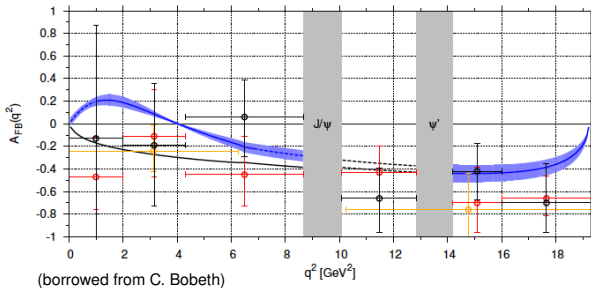 1
0.8
0.6
0.4
0.2
0
-0.2
-0.4
-0.6
-0.8
-1
A_FB(q²)
J/ψ
ψ'
0 2 4 6 8 10 12 14 16 18
q² [GeV²]
(borrowed from C. Bobeth)